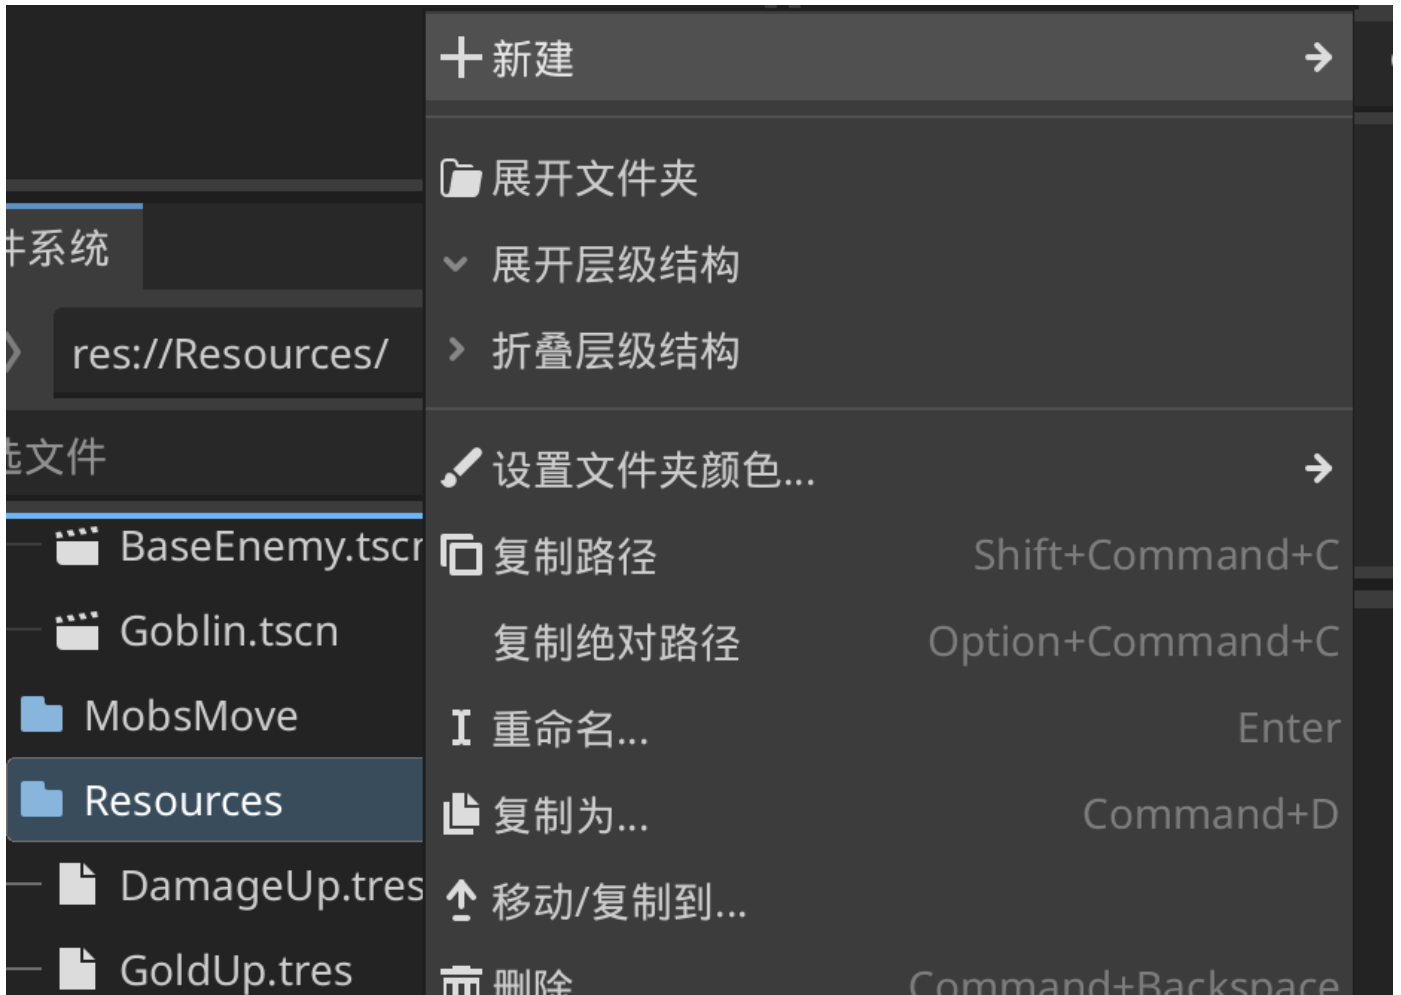 新建
展开文件夹
展开层级结构
折叠层级结构
设置文件夹颜色...
复制路径 Shift+Command+C
复制绝对路径 Option+Command+C
重命名... Enter
复制为... Command+D
移动/复制到...
删除 Command+Backspace
件系统
res://Resources/
选文件
BaseEnemy.tscn
Goblin.tscn
MobsMove
Resources
DamageUp.tres
GoldUp.tres